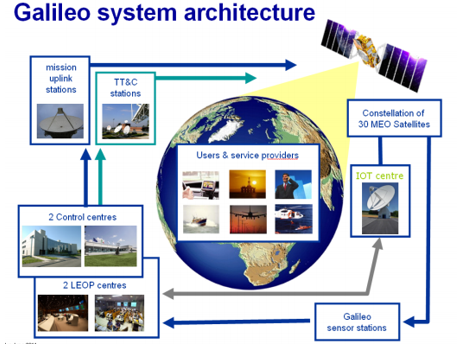 Galileo system architecture
mission
uplink
stations
TT&C
stations
Constellation of
30 MEO Satellites
Users & service providers
IOT centre
2 Control centres
2 LEOP centres
Galileo
sensor stations